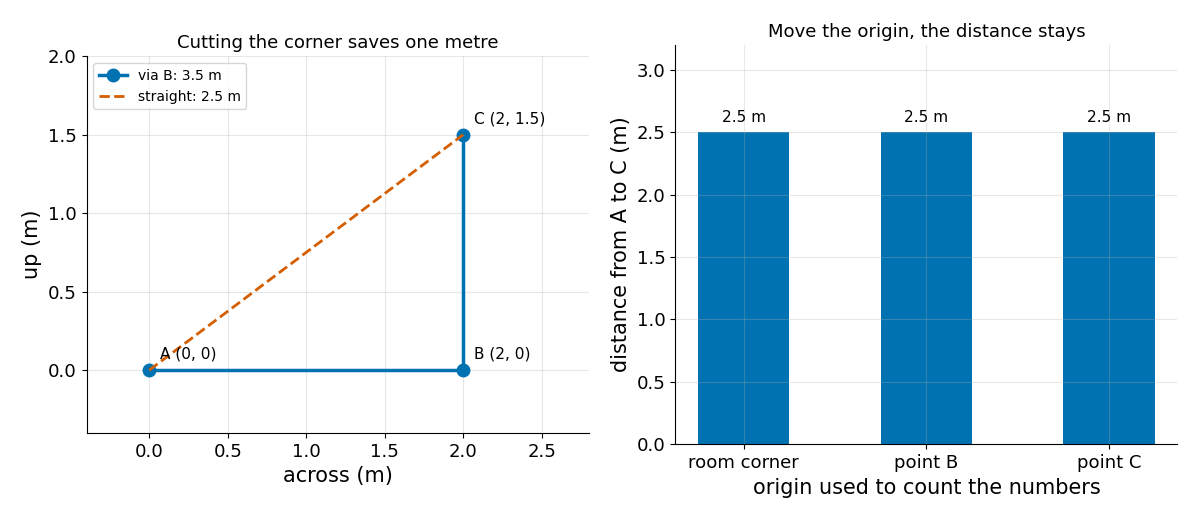 Cutting the corner saves one metre
via B: 3.5 m
straight: 2.5 m
C (2, 1.5)
A (0, 0)
B (2, 0)
2.0
1.5
1.0
0.5
0.0
0.0 0.5 1.0 1.5 2.0 2.5
across (m)
up (m)
Move the origin, the distance stays
2.5 m 2.5 m 2.5 m
3.0
2.5
2.0
1.5
1.0
0.5
0.0
room corner point B point C
origin used to count the numbers
distance from A to C (m)